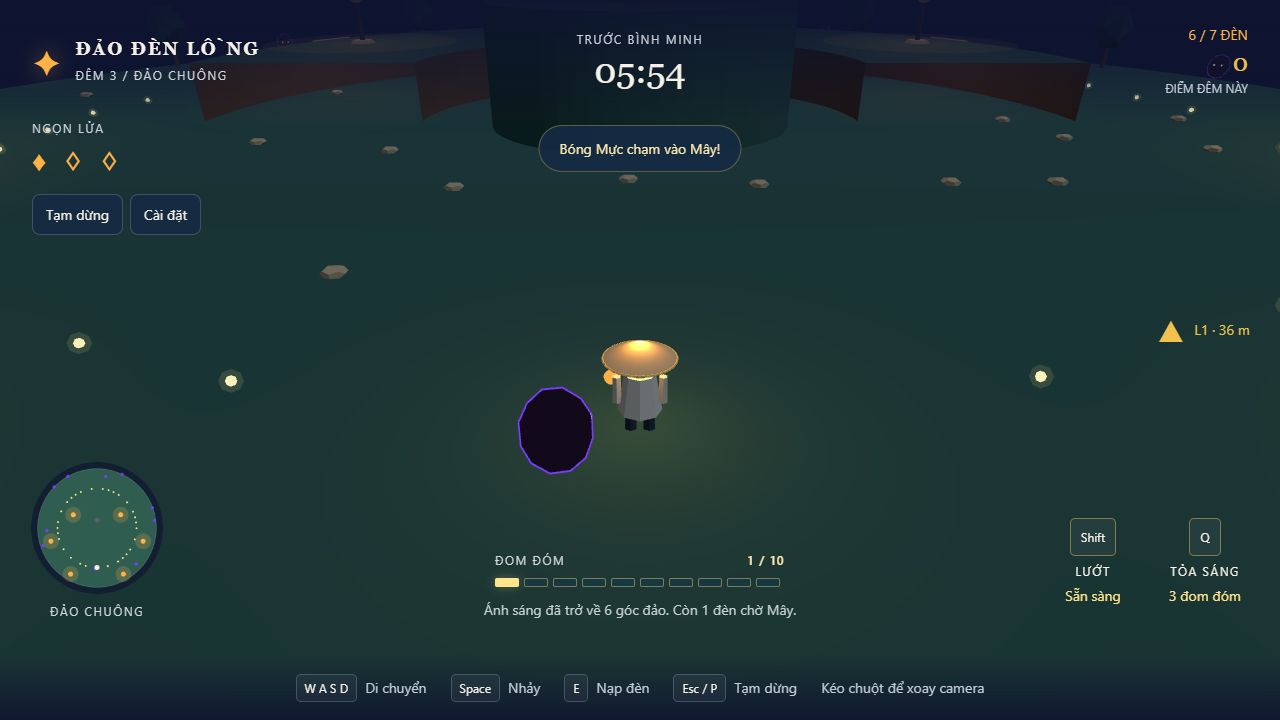 ĐẢO ĐÈN LỒNG
ĐÊM 3 / ĐẢO CHUÔNG
NGỌN LỬA
Tạm dừng
Cài đặt
TRƯỚC BÌNH MINH
05:54
Bóng Mực chạm vào Mây!
6 / 7 ĐÈN
0
ĐIỂM ĐÊM NÀY
L1 · 36 m
ĐẢO CHUÔNG
ĐOM ĐÓM
1 / 10
Ánh sáng đã trở về 6 góc đảo. Còn 1 đèn chờ Mây.
Shift
LƯỚT
Sẵn sàng
Q
TỎA SÁNG
3 đom đóm
W A S D Di chuyển
Space Nhảy
E Nạp đèn
Esc / P Tạm dừng
Kéo chuột để xoay camera